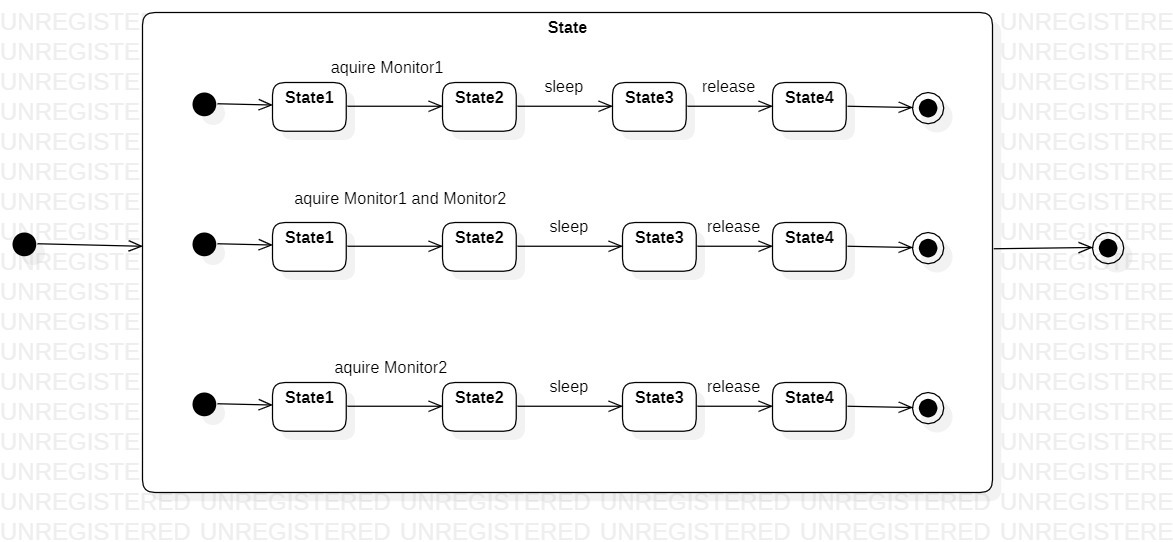 State
aquire Monitor1
sleep
release
State1
State2
State3
State4
aquire Monitor1 and Monitor2
sleep
release
State1
State2
State3
State4
aquire Monitor2
sleep
release
State1
State2
State3
State4
UNREGISTERED UNREGISTERED UNREGISTERED UNREGISTERED UNREGISTERED UNREGISTERE
UNREGISTERED UNREGISTERED UNREGISTERED UNREGISTERED UNREGISTERED UNREGISTERE